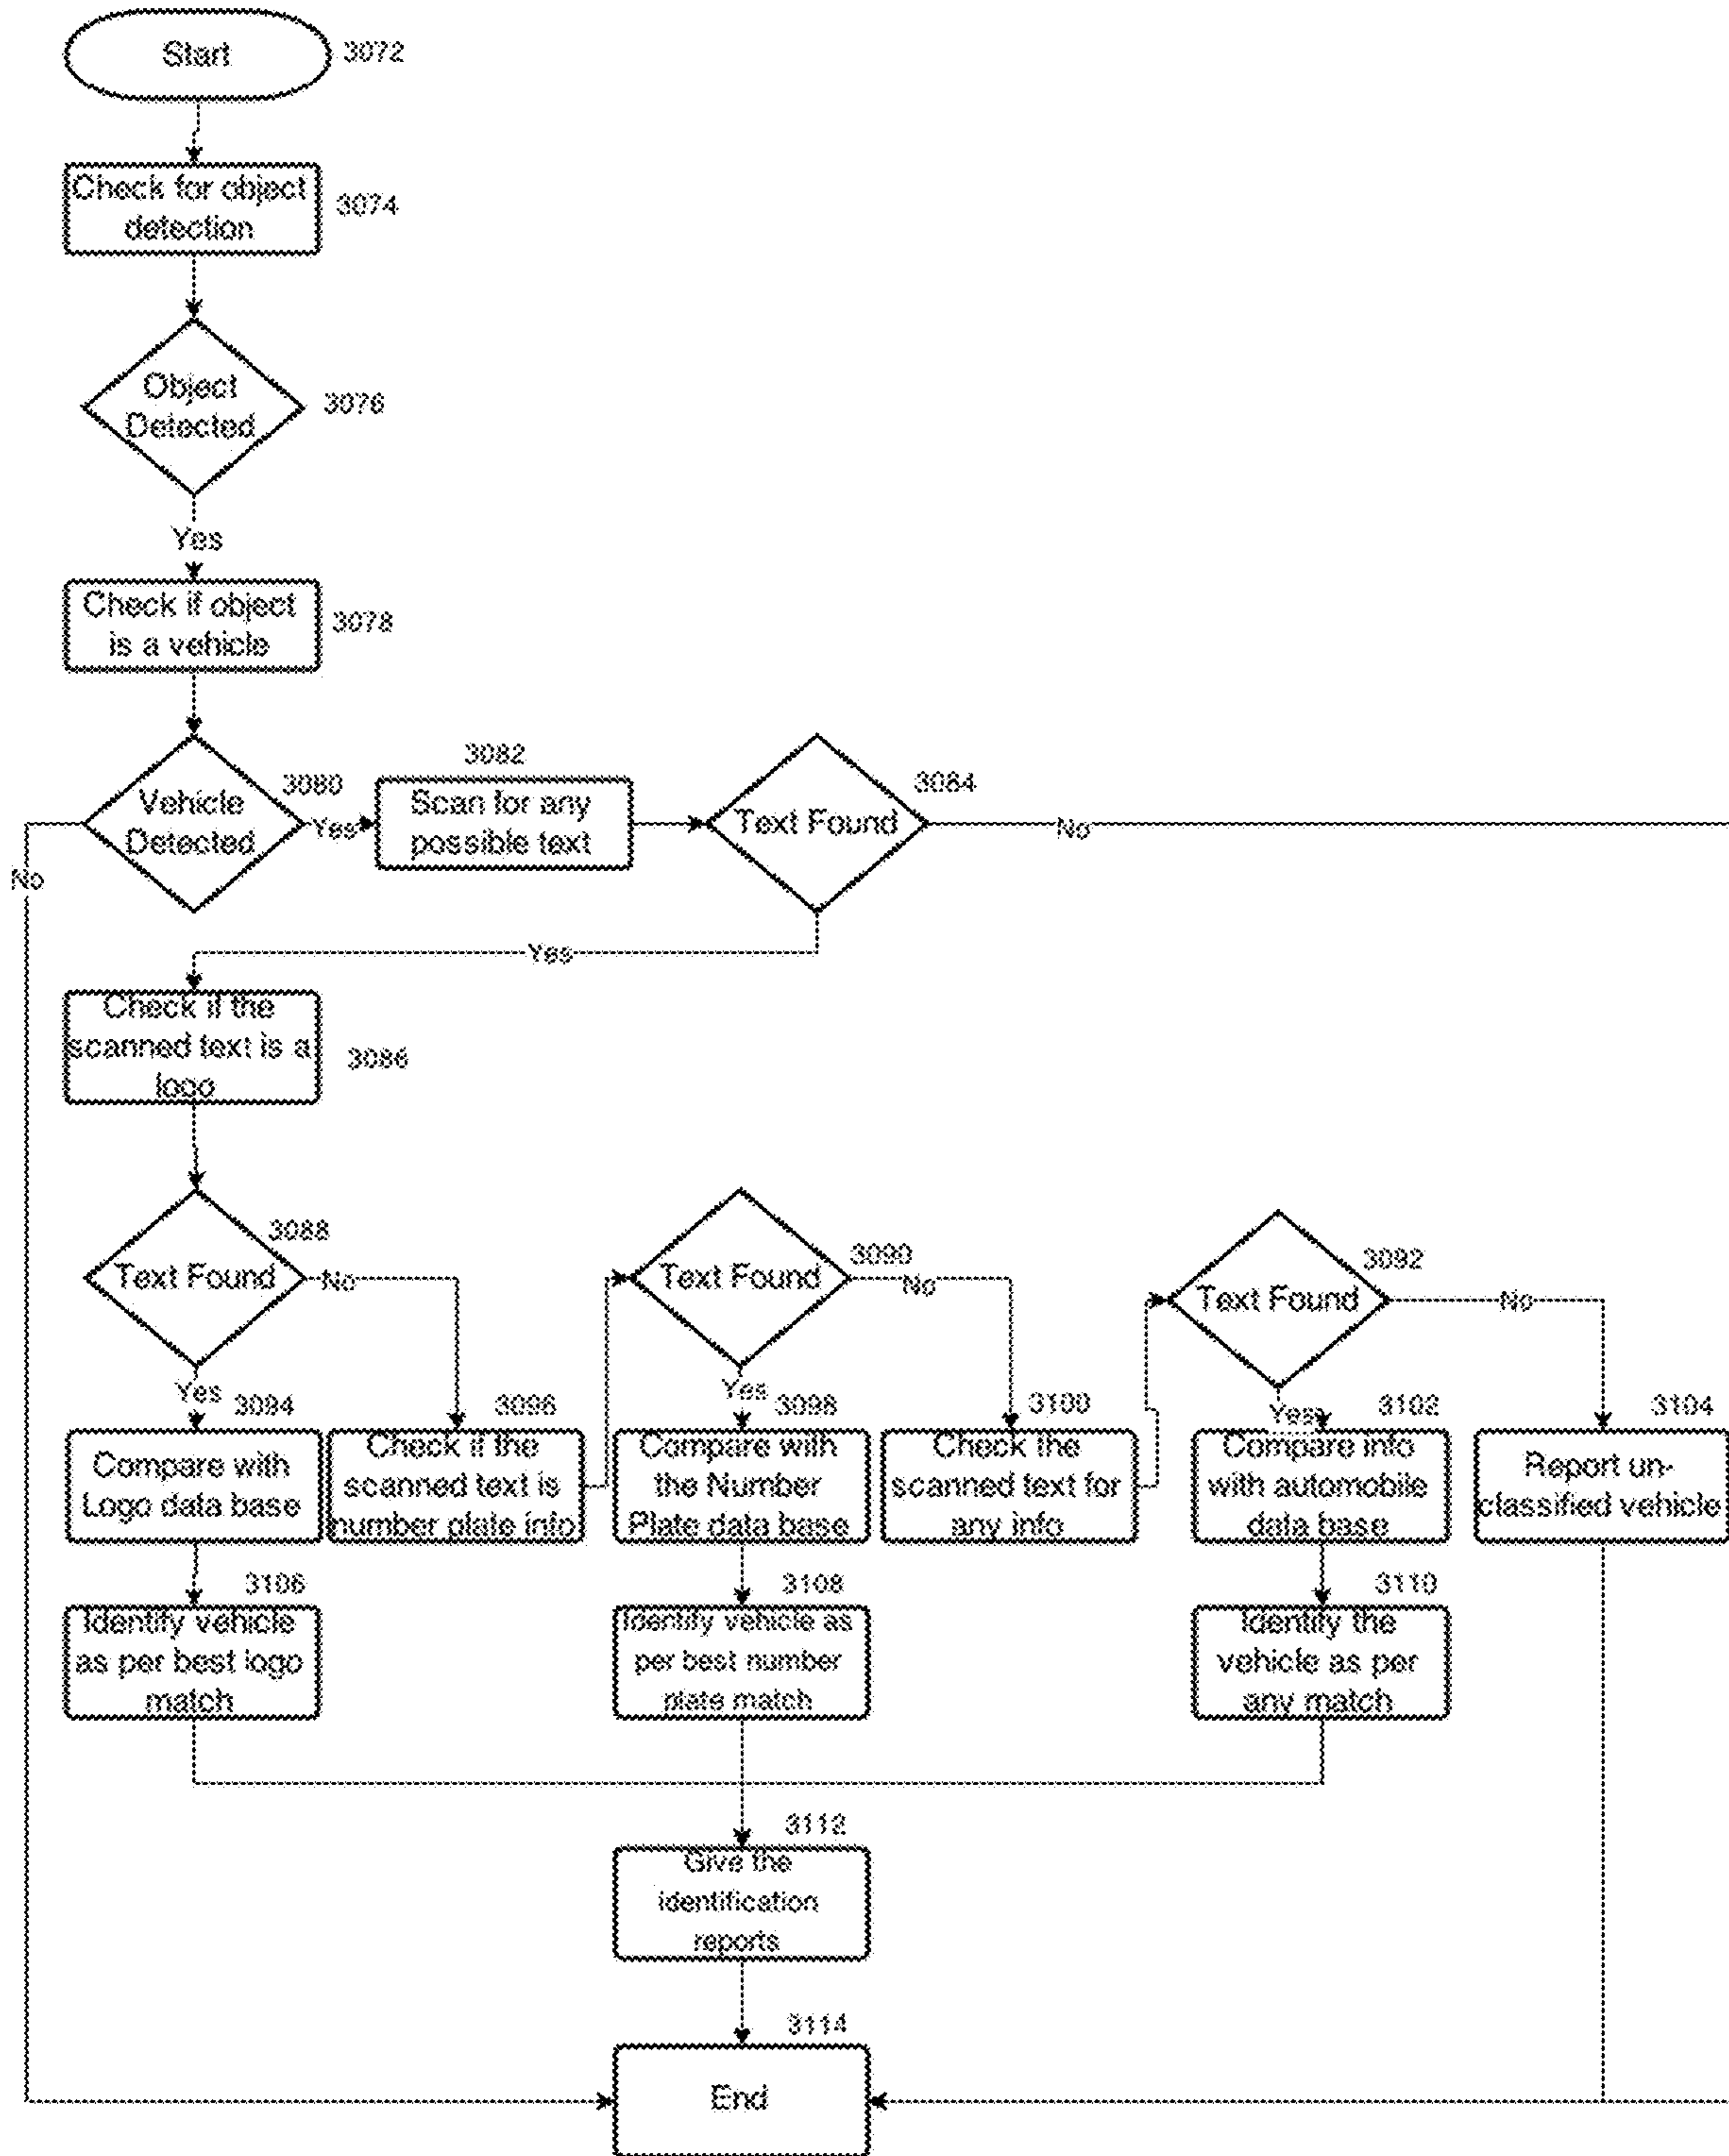 Start
3072
Check for object
detection
3074
Object
Detected
3076
Yes
Check if object
is a vehicle
3078
Vehicle
Detected
3080
Yes
No
3082
Scan for any
possible text
3084
Text Found
No
Yes
Check if the
scanned text is a
logo
3086
3088
Text Found
No
Yes
3090
Text Found
No
Yes
3092
Text Found
No
Yes
3094
Compare with
Logo data base
3096
Check if the
scanned text is
number plate info
3098
Compare with
the Number
Plate data base
3100
Check the
scanned text for
any info
3102
Compare info
with automobile
data base
3104
Report un-
classified vehicle
3106
Identify vehicle
as per best logo
match
3108
Identify vehicle as
per best number
plate match
3110
Identify the
vehicle as per
any match
3112
Give the
identification
reports
3114
End